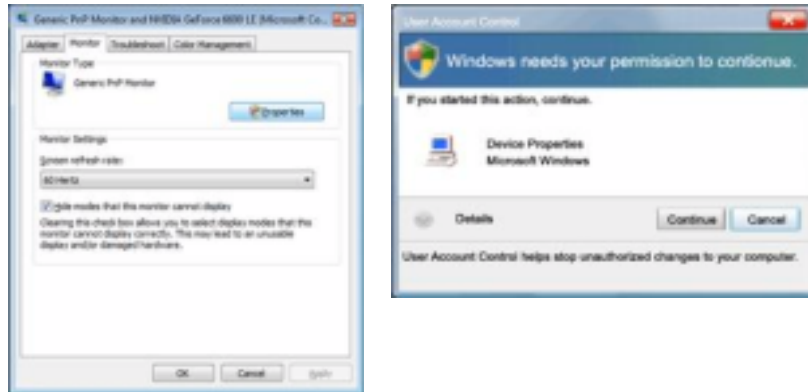 Generic PnP Monitor and NVIDIA GeForce 6600 LE (Microsoft Co...
Adapter Monitor Troubleshoot Color Management
Monitor Type
Generic PnP Monitor
Properties
Monitor Settings
Screen refresh rate:
60 Hertz
Hide modes that this monitor cannot display
Clearing this check box allows you to select display modes that this
monitor cannot display correctly. This may lead to an unusable
display and/or damaged hardware.
OK Cancel Apply
User Account Control
Windows needs your permission to contionue.
If you started this action, continue.
Device Properties
Microsoft Windows
Details Continue Cancel
User Account Control helps stop unauthorized changes to your computer.